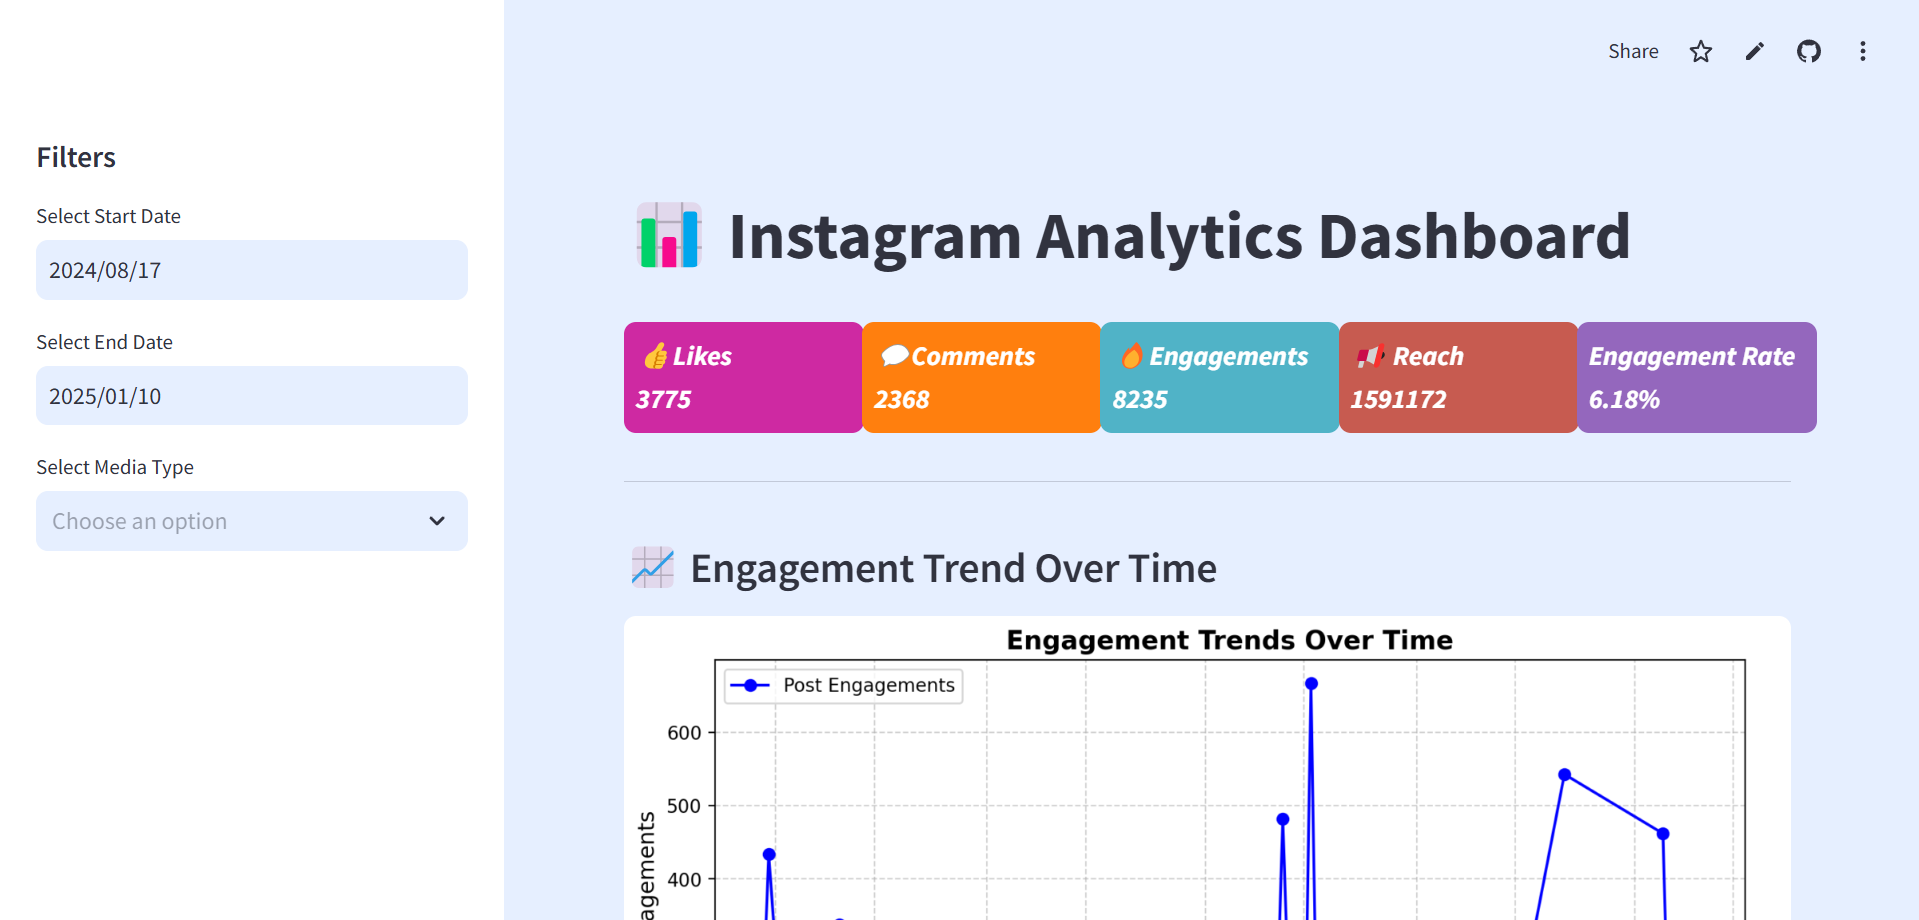 Share
Filters
Select Start Date
2024/08/17
Select End Date
2025/01/10
Select Media Type
Choose an option
Instagram Analytics Dashboard
Likes
3775
Comments
2368
Engagements
8235
Reach
1591172
Engagement Rate
6.18%
Engagement Trend Over Time
Engagement Trends Over Time
Post Engagements
600
500
400